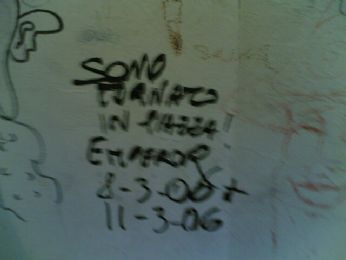 SONO
TORNATO
IN PIAZZA!
EMPEROR
8-3-06+
11-3-06